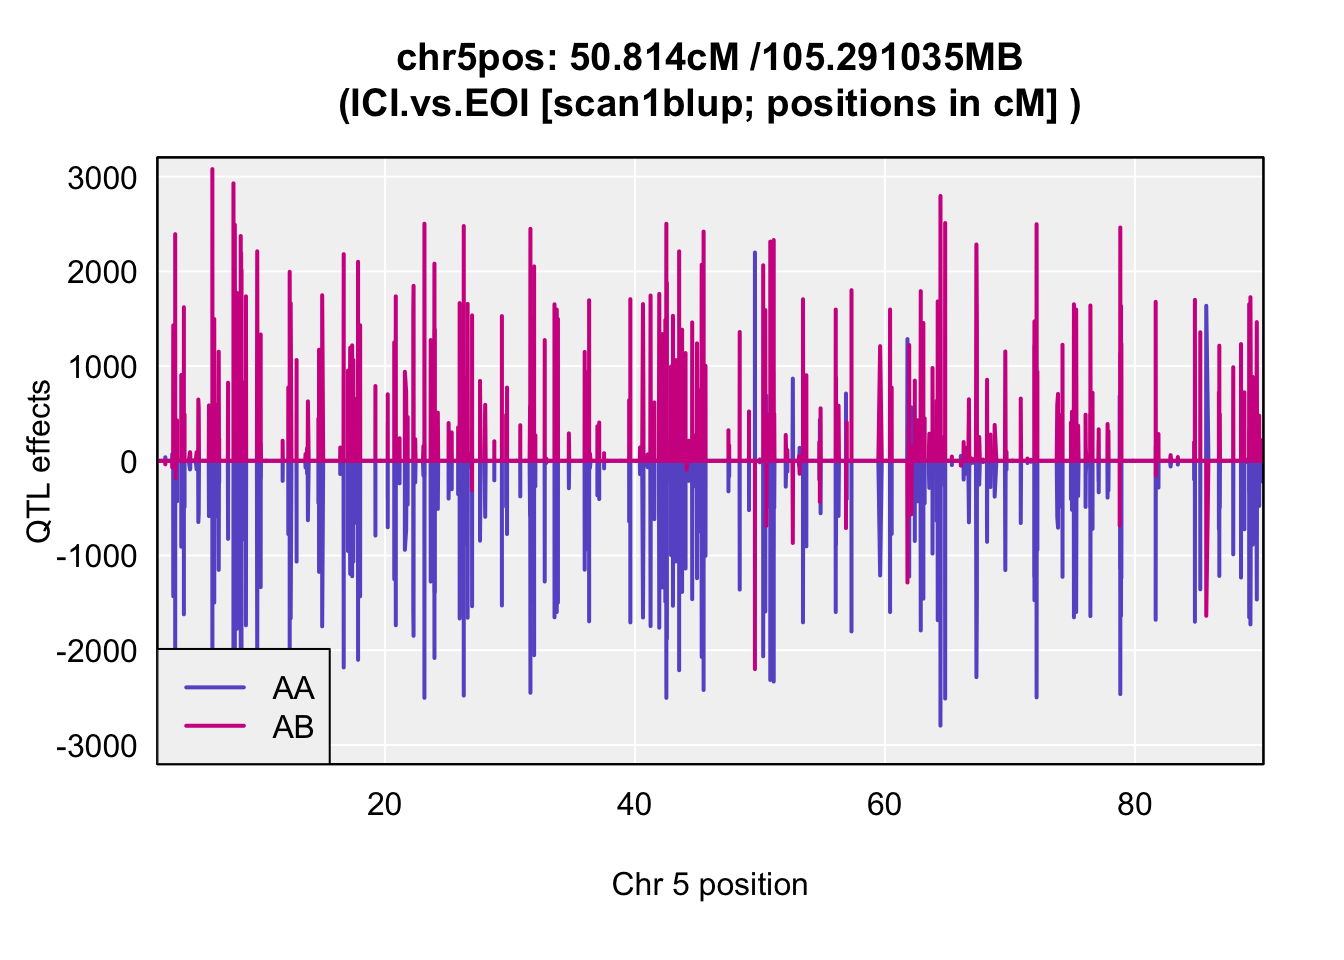 chr5pos: 50.814cM /105.291035MB
(ICI.vs.EOI [scan1blup; positions in cM] )
QTL effects
3000
2000
1000
0
-1000
-2000
-3000
AA
AB
20 40 60 80
Chr 5 position